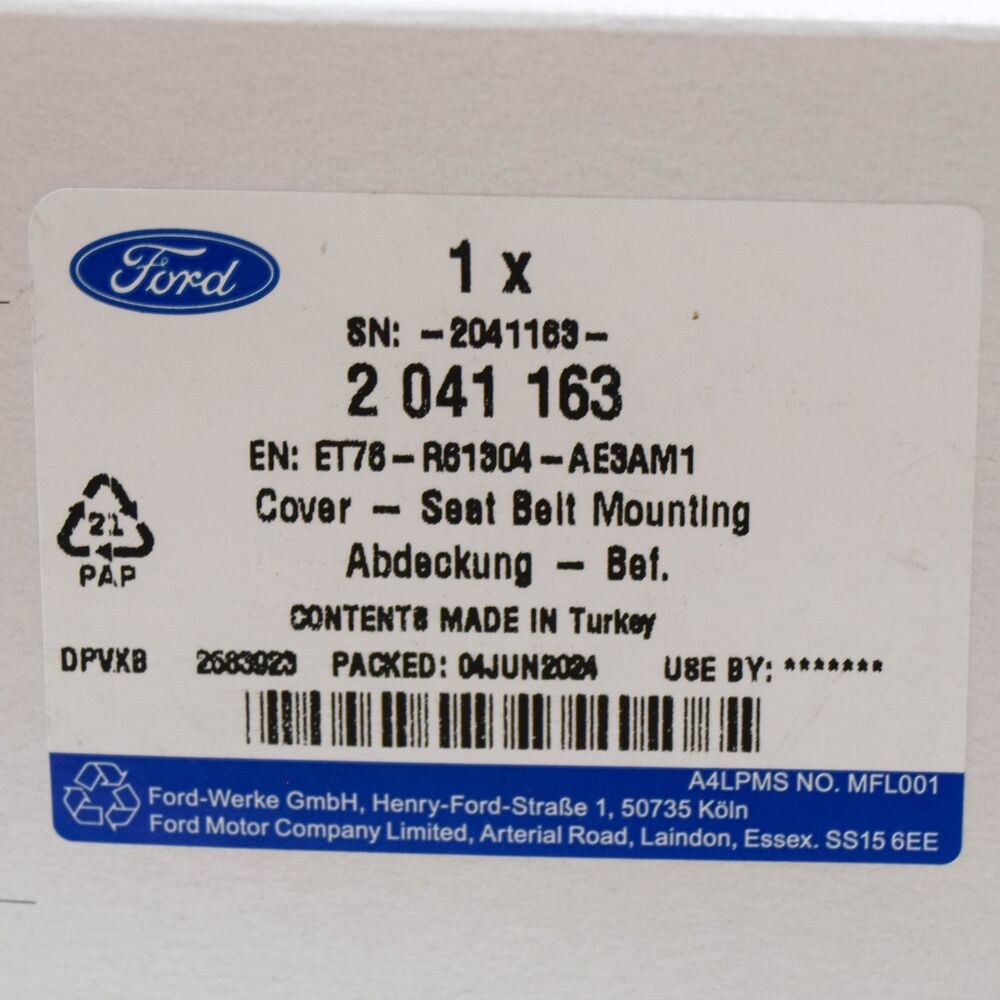 Ford
1 x
SN: -2041163-
2 041 163
EN: ET76-R61304-AE3AM1
Cover - Seat Belt Mounting
Abdeckung - Bef.
21
PAP
CONTENTS MADE IN Turkey
DPVXB 2683923 PACKED: 04JUN2024 USE BY: *******
A4LPMS NO. MFL001
Ford-Werke GmbH, Henry-Ford-Straße 1, 50735 Köln
Ford Motor Company Limited, Arterial Road, Laindon, Essex. SS15 6EE